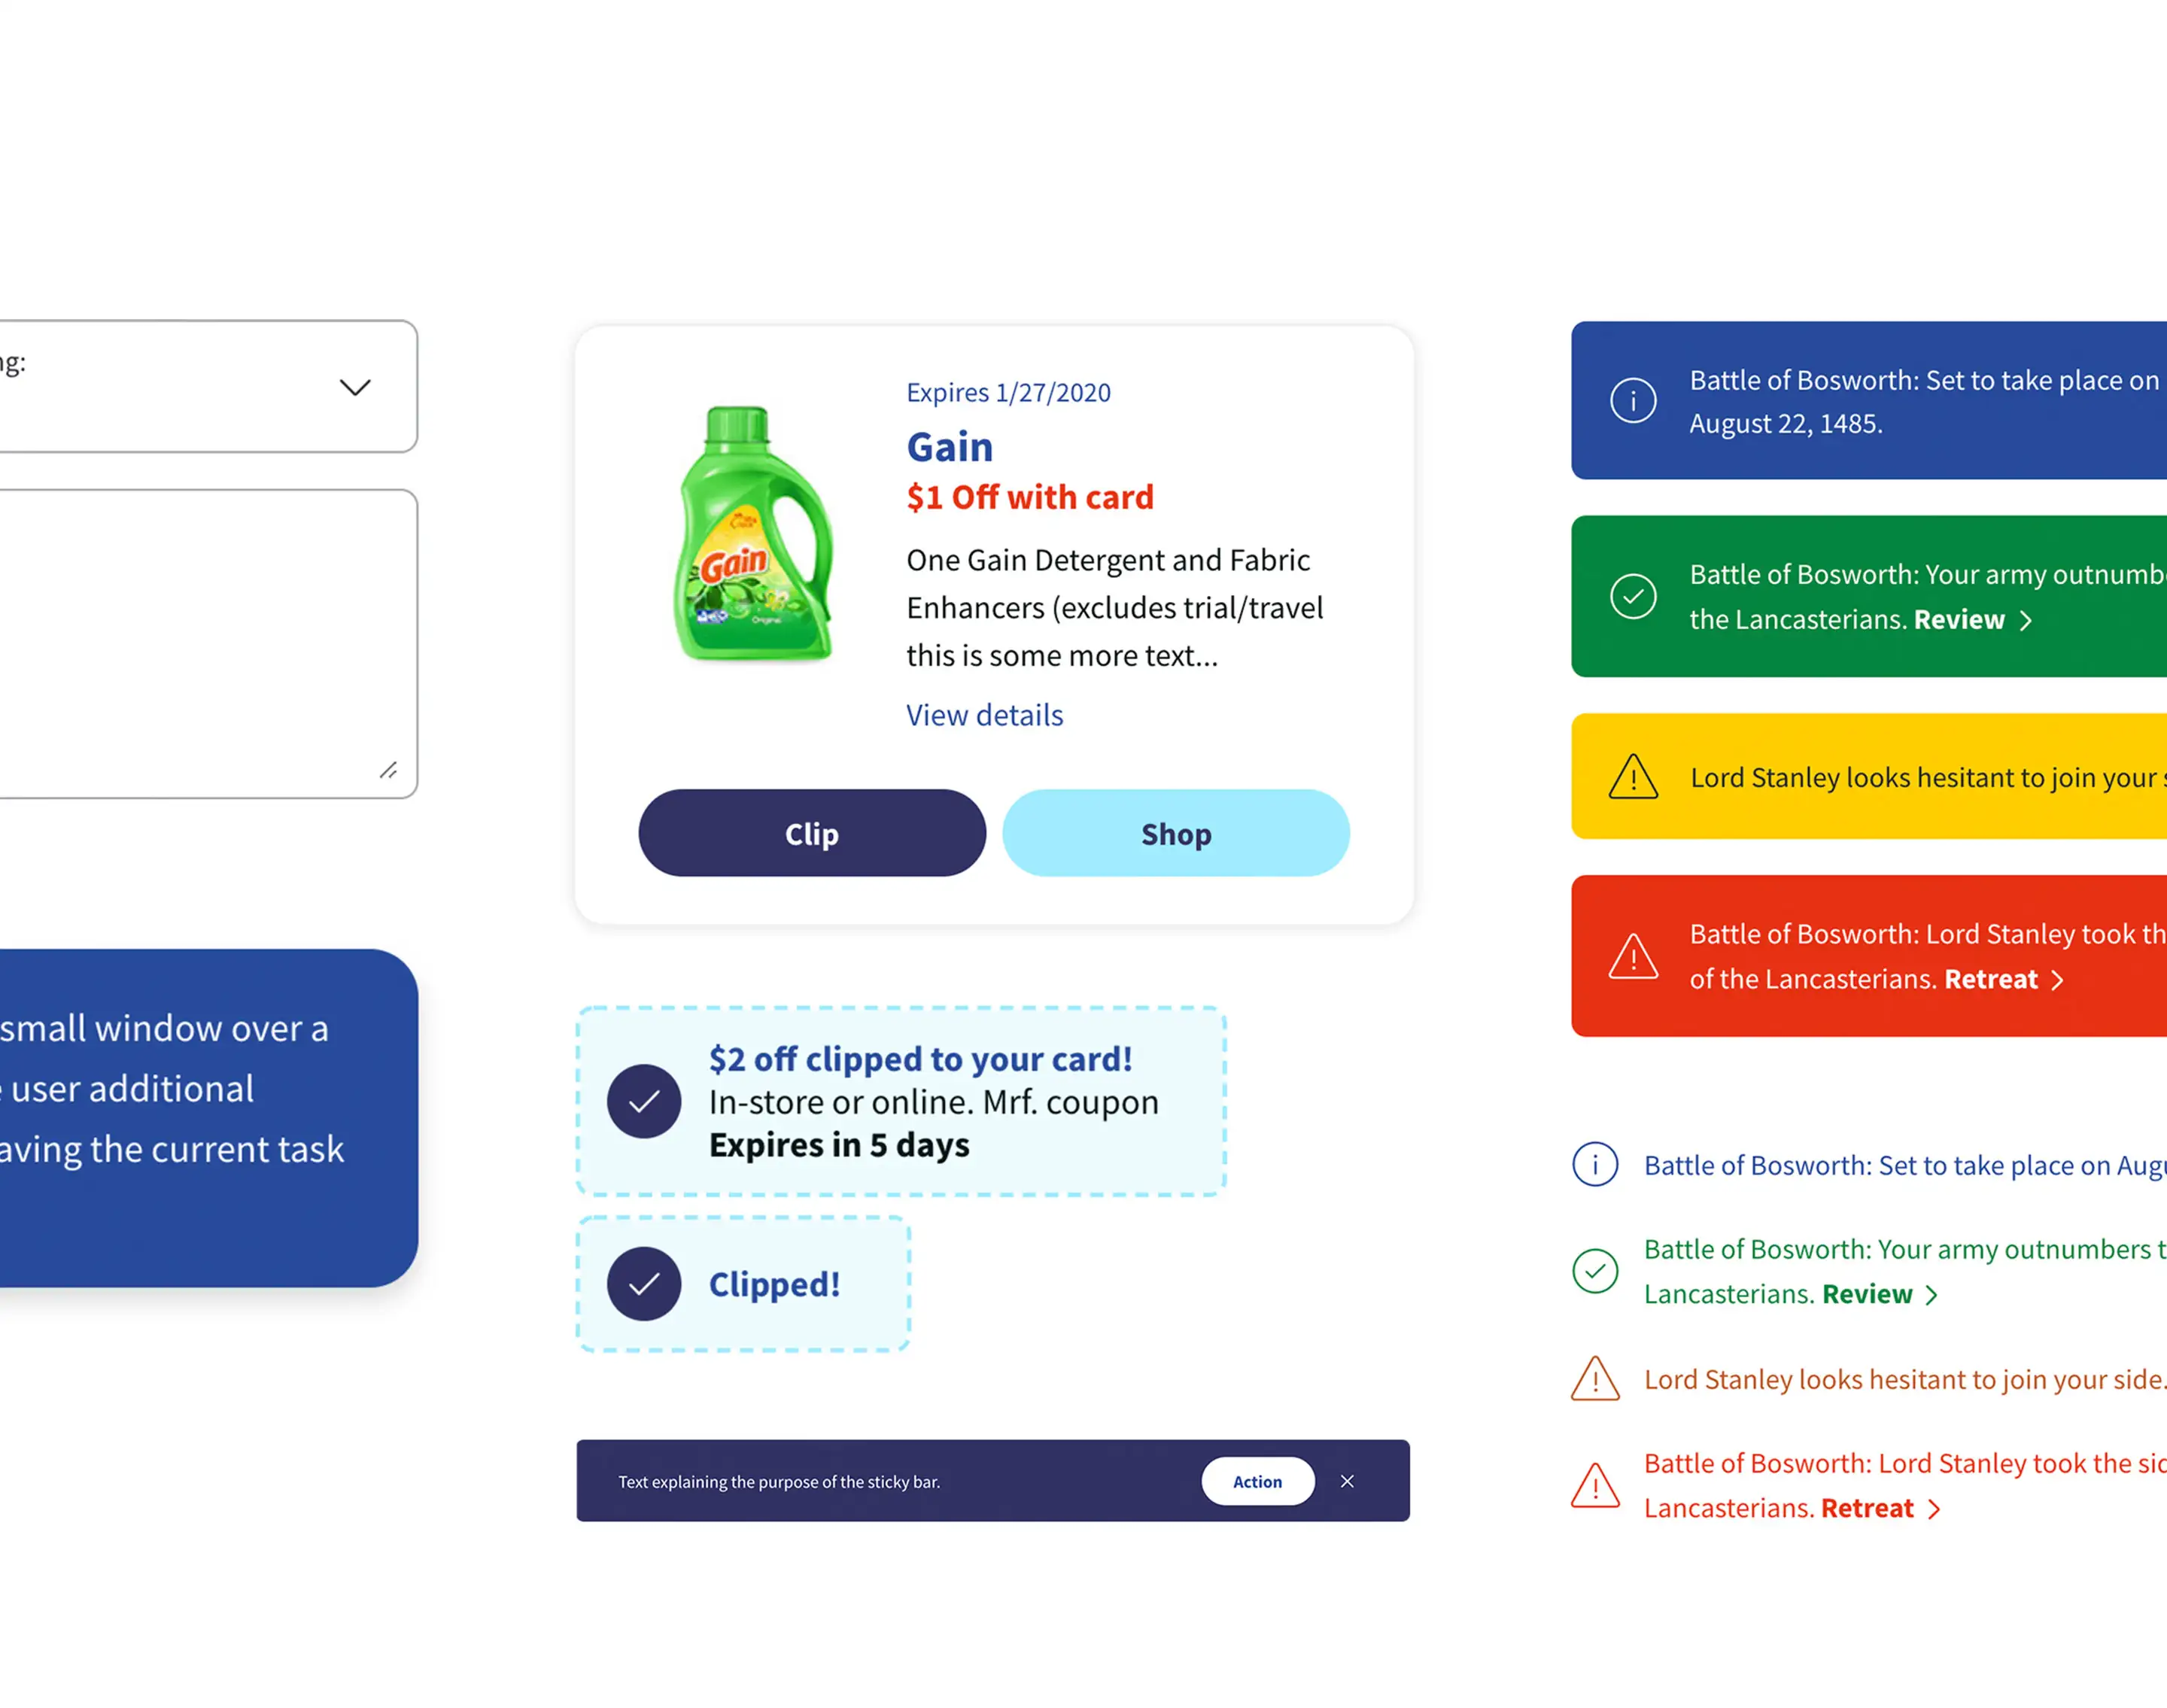 ng:
small window over a
user additional
aving the current task
Expires 1/27/2020
Gain
$1 Off with card
Gain
Original
One Gain Detergent and Fabric
Enhancers (excludes trial/travel
this is some more text...
View details
Clip
Shop
$2 off clipped to your card!
In-store or online. Mrf. coupon
Expires in 5 days
Clipped!
Text explaining the purpose of the sticky bar.
Action
Battle of Bosworth: Set to take place on
August 22, 1485.
Battle of Bosworth: Your army outnumb
the Lancasterians. Review
Lord Stanley looks hesitant to join your
Battle of Bosworth: Lord Stanley took th
of the Lancasterians. Retreat
Battle of Bosworth: Set to take place on Augu
Battle of Bosworth: Your army outnumbers t
Lancasterians. Review
Lord Stanley looks hesitant to join your side.
Battle of Bosworth: Lord Stanley took the sid
Lancasterians. Retreat